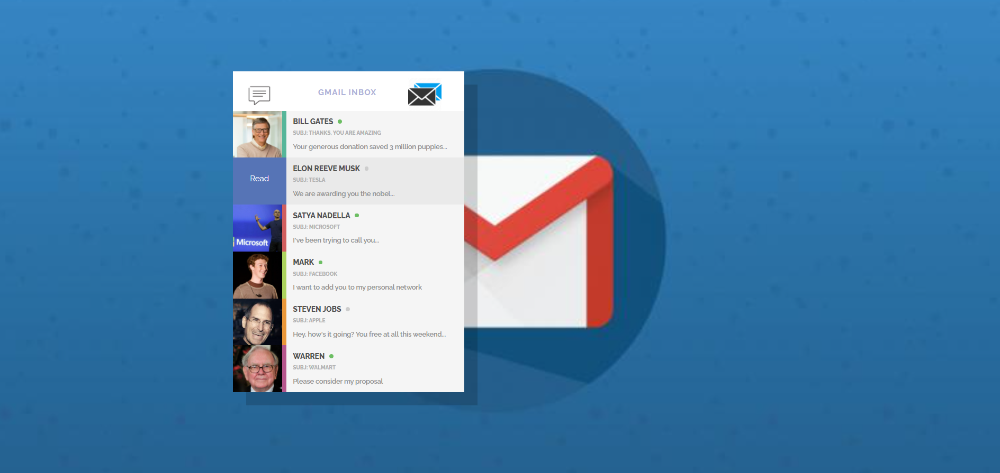 GMAIL INBOX
BILL GATES
SUBJ: THANKS, YOU ARE AMAZING
Your generous donation saved 3 million puppies...
Read
ELON REEVE MUSK
SUBJ: TESLA
We are awarding you the nobel...
SATYA NADELLA
SUBJ: MICROSOFT
I've been trying to call you...
Microsoft
MARK
SUBJ: FACEBOOK
I want to add you to my personal network
STEVEN JOBS
SUBJ: APPLE
Hey, how's it going? You free at all this weekend...
WARREN
SUBJ: WALMART
Please consider my proposal